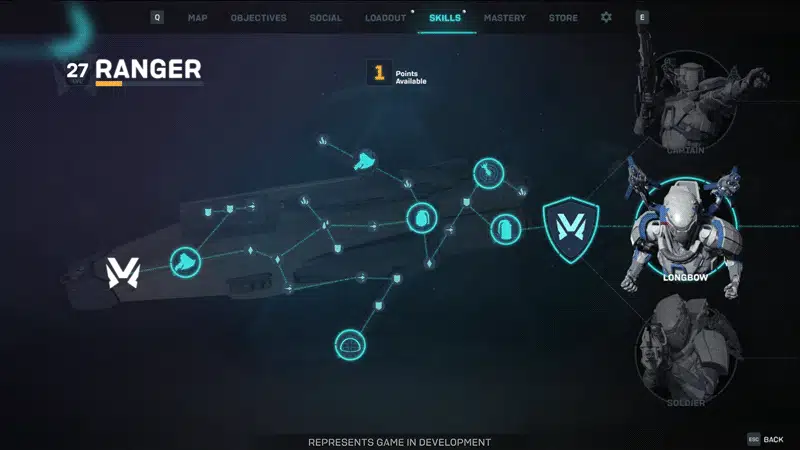 Q MAP OBJECTIVES SOCIAL LOADOUT SKILLS MASTERY STORE E
27 RANGER
1 Points
Available
CAPTAIN
LONGBOW
SOLDIER
REPRESENTS GAME IN DEVELOPMENT
ESC BACK